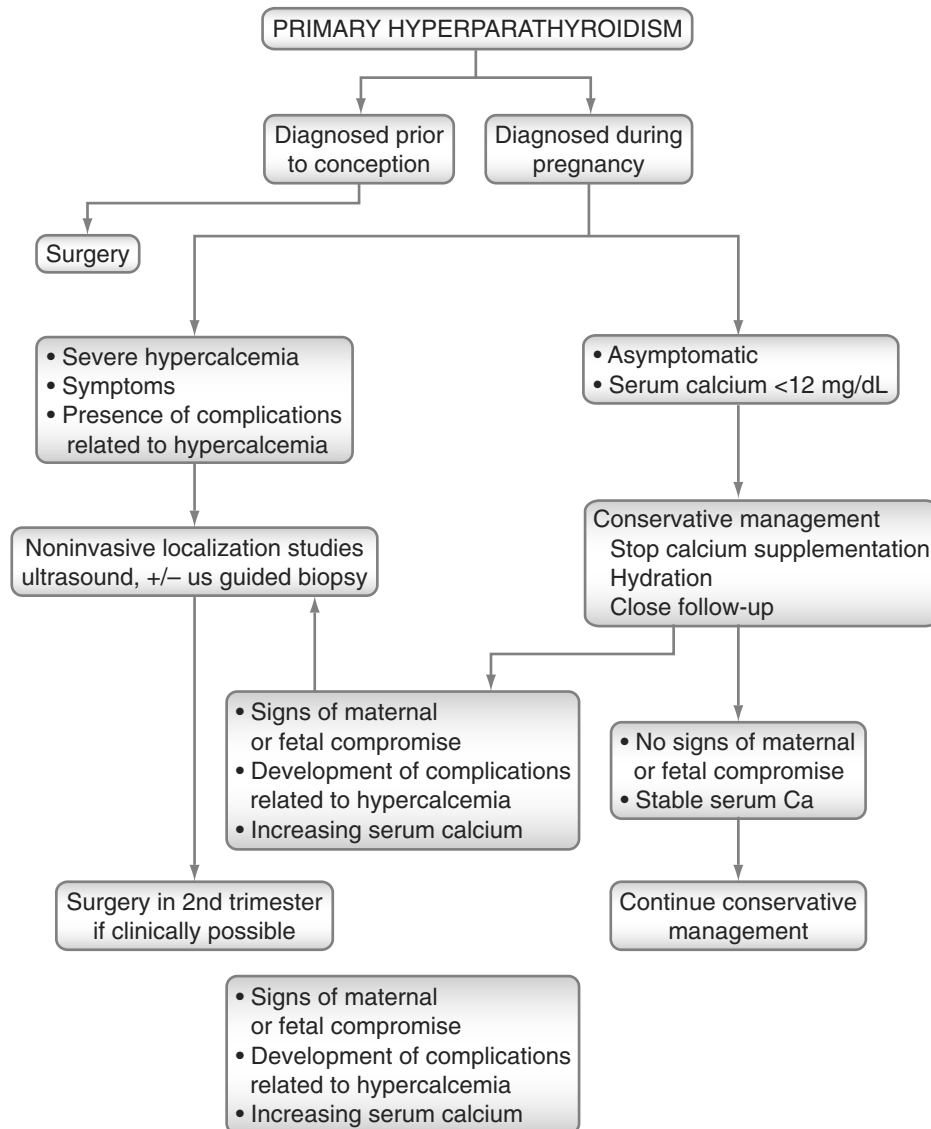 PRIMARY HYPERPARATHYROIDISM
Diagnosed prior
to conception
Diagnosed during
pregnancy
Surgery
• Severe hypercalcemia
• Symptoms
• Presence of complications
related to hypercalcemia
• Asymptomatic
• Serum calcium <12 mg/dL
Noninvasive localization studies
ultrasound, +/– us guided biopsy
Conservative management
Stop calcium supplementation
Hydration
Close follow-up
• Signs of maternal
or fetal compromise
• Development of complications
related to hypercalcemia
• Increasing serum calcium
• No signs of maternal
or fetal compromise
• Stable serum Ca
Surgery in 2nd trimester
if clinically possible
Continue conservative
management
• Signs of maternal
or fetal compromise
• Development of complications
related to hypercalcemia
• Increasing serum calcium